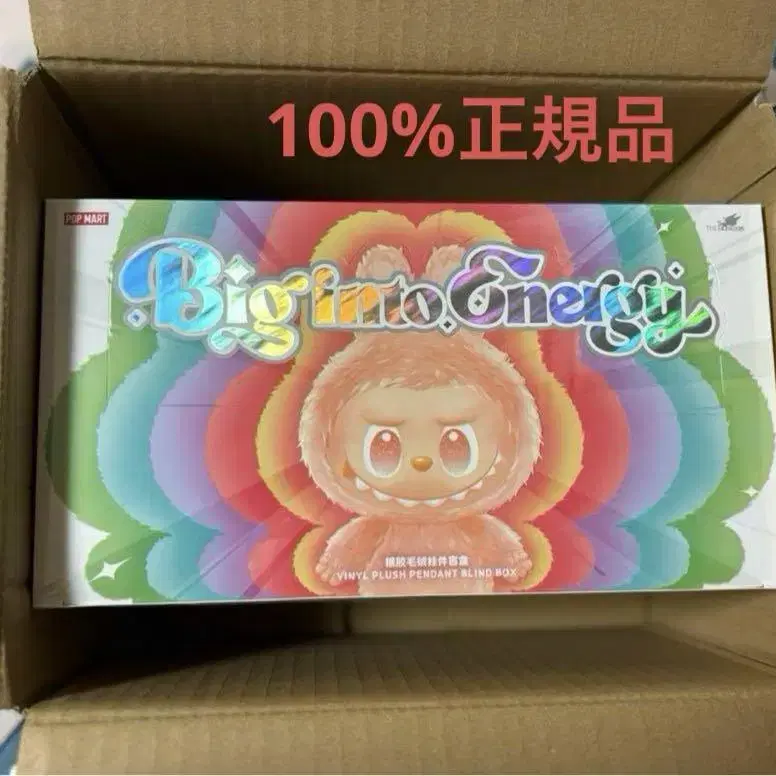 100%正規品
POP MART
Big into Energy
搪胶毛绒挂件盲盒
VINYL PLUSH PENDANT BLIND BOX